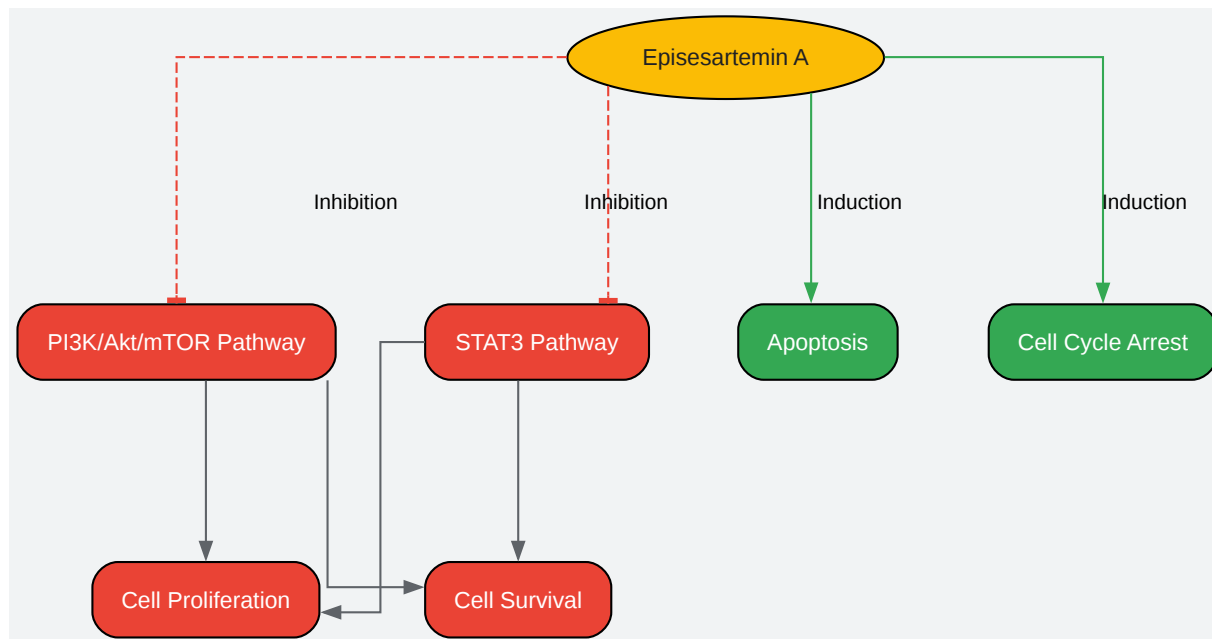 Episesartemin A
Inhibition
Inhibition
Induction
Induction
PI3K/Akt/mTOR Pathway
STAT3 Pathway
Apoptosis
Cell Cycle Arrest
Cell Proliferation
Cell Survival